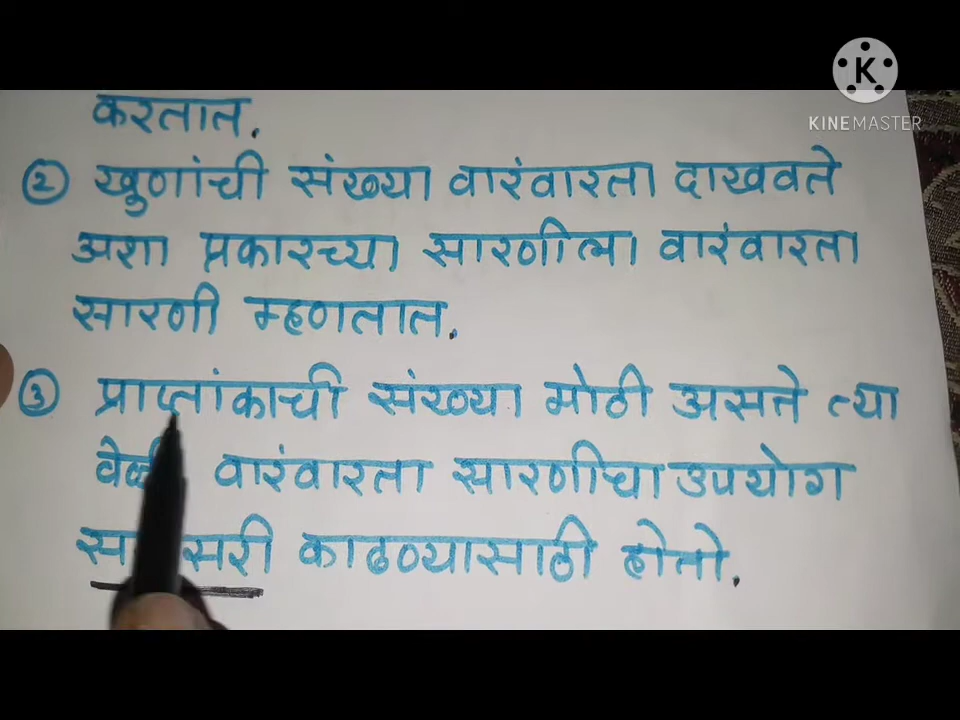 K
KINEMASTER
करतात.
② खुणांची संख्या वारंवारता दाखवते
अशा प्रकारच्या सारणीला वारंवारता
सारणी म्हणतात.
③ प्राप्तांकाची संख्या मोठी असते त्या
वारंवारता सारणीचा उपयोग
काढण्यासाठी होतो.